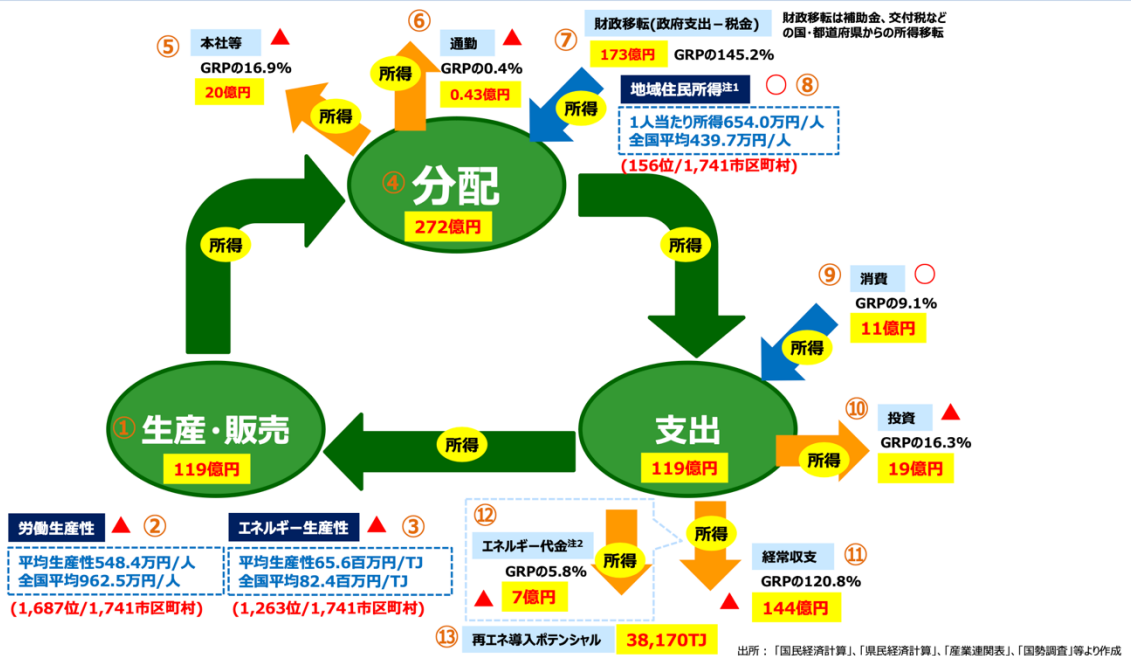 ⑤ 本社等 ▲
GRPの16.9%
20億円
⑥
通勤 ▲
GRPの0.4%
0.43億円
⑦ 財政移転(政府支出－税金)
173億円 GRPの145.2%
財政移転は補助金、交付税など
の国・都道府県からの所得移転
地域住民所得注1 ○ ⑧
1人当たり所得654.0万円/人
全国平均439.7万円/人
(156位/1,741市区町村)
所得
所得
所得
④ 分配
272億円
所得
所得
⑨ 消費 ○
GRPの9.1%
11億円
所得
① 生産・販売
119億円
所得
支出
119億円
⑩ 投資 ▲
GRPの16.3%
19億円
所得
労働生産性 ▲ ②
平均生産性548.4万円/人
全国平均962.5万円/人
(1,687位/1,741市区町村)
エネルギー生産性 ▲ ③
平均生産性65.6百万円/TJ
全国平均82.4百万円/TJ
(1,263位/1,741市区町村)
⑫
エネルギー代金注2
GRPの5.8%
▲ 7億円
所得
所得
経常収支 ⑪
GRPの120.8%
▲ 144億円
⑬ 再エネ導入ポテンシャル 38,170TJ
出所：「国民経済計算」、「県民経済計算」、「産業連関表」、「国勢調査」等より作成